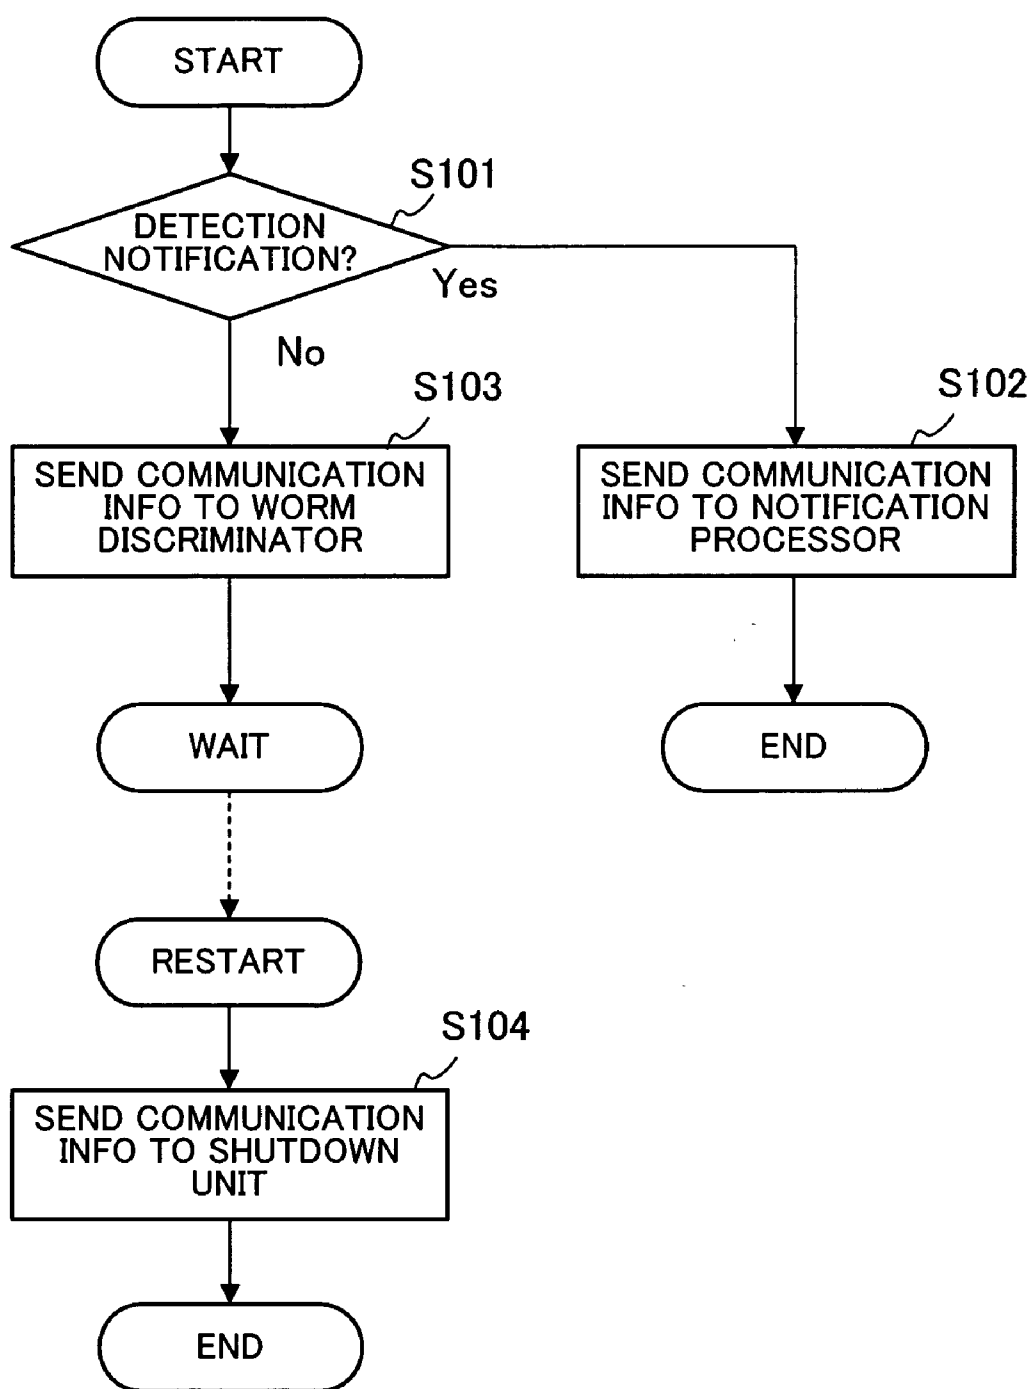 START
S101
DETECTION
NOTIFICATION?
Yes
No
S103
SEND COMMUNICATION
INFO TO WORM
DISCRIMINATOR
S102
SEND COMMUNICATION
INFO TO NOTIFICATION
PROCESSOR
WAIT
END
RESTART
S104
SEND COMMUNICATION
INFO TO SHUTDOWN
UNIT
END